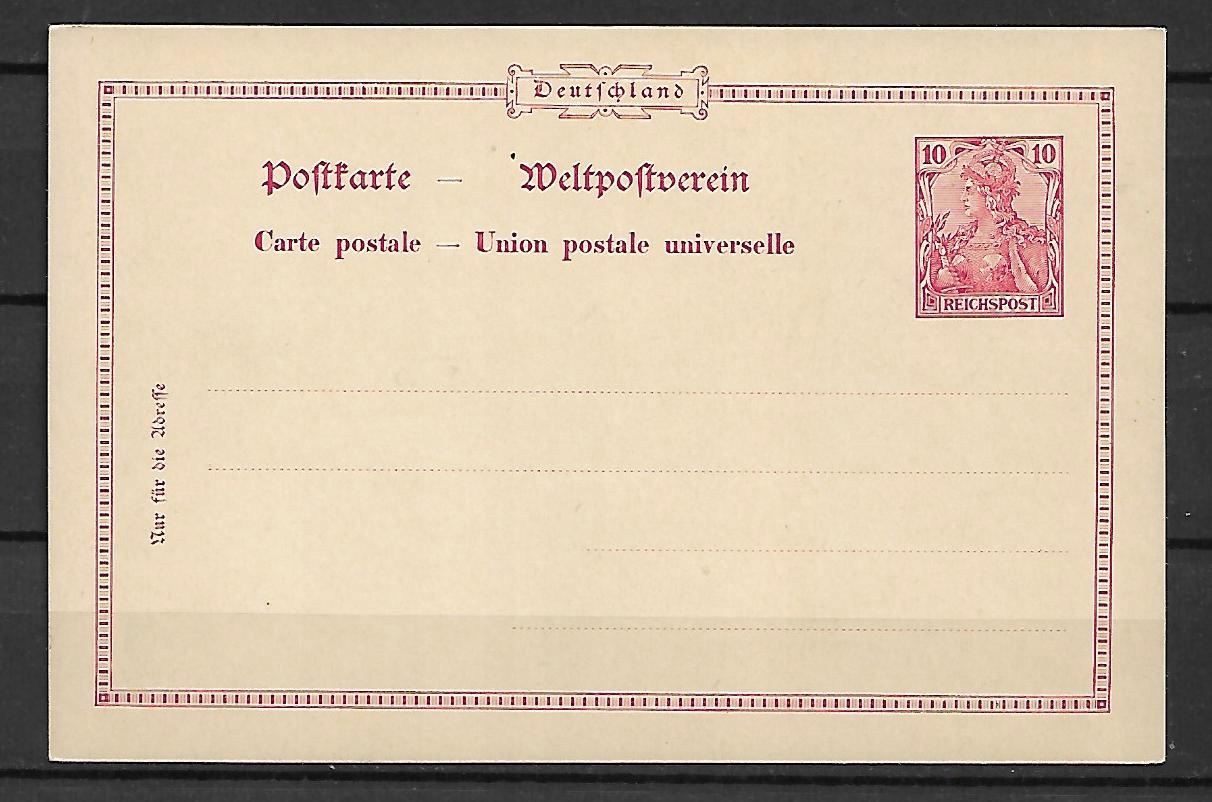 Deutschland
Postkarte — Weltpostverein
Carte postale — Union postale universelle
10 10
REICHSPOST
Nur für die Adresse